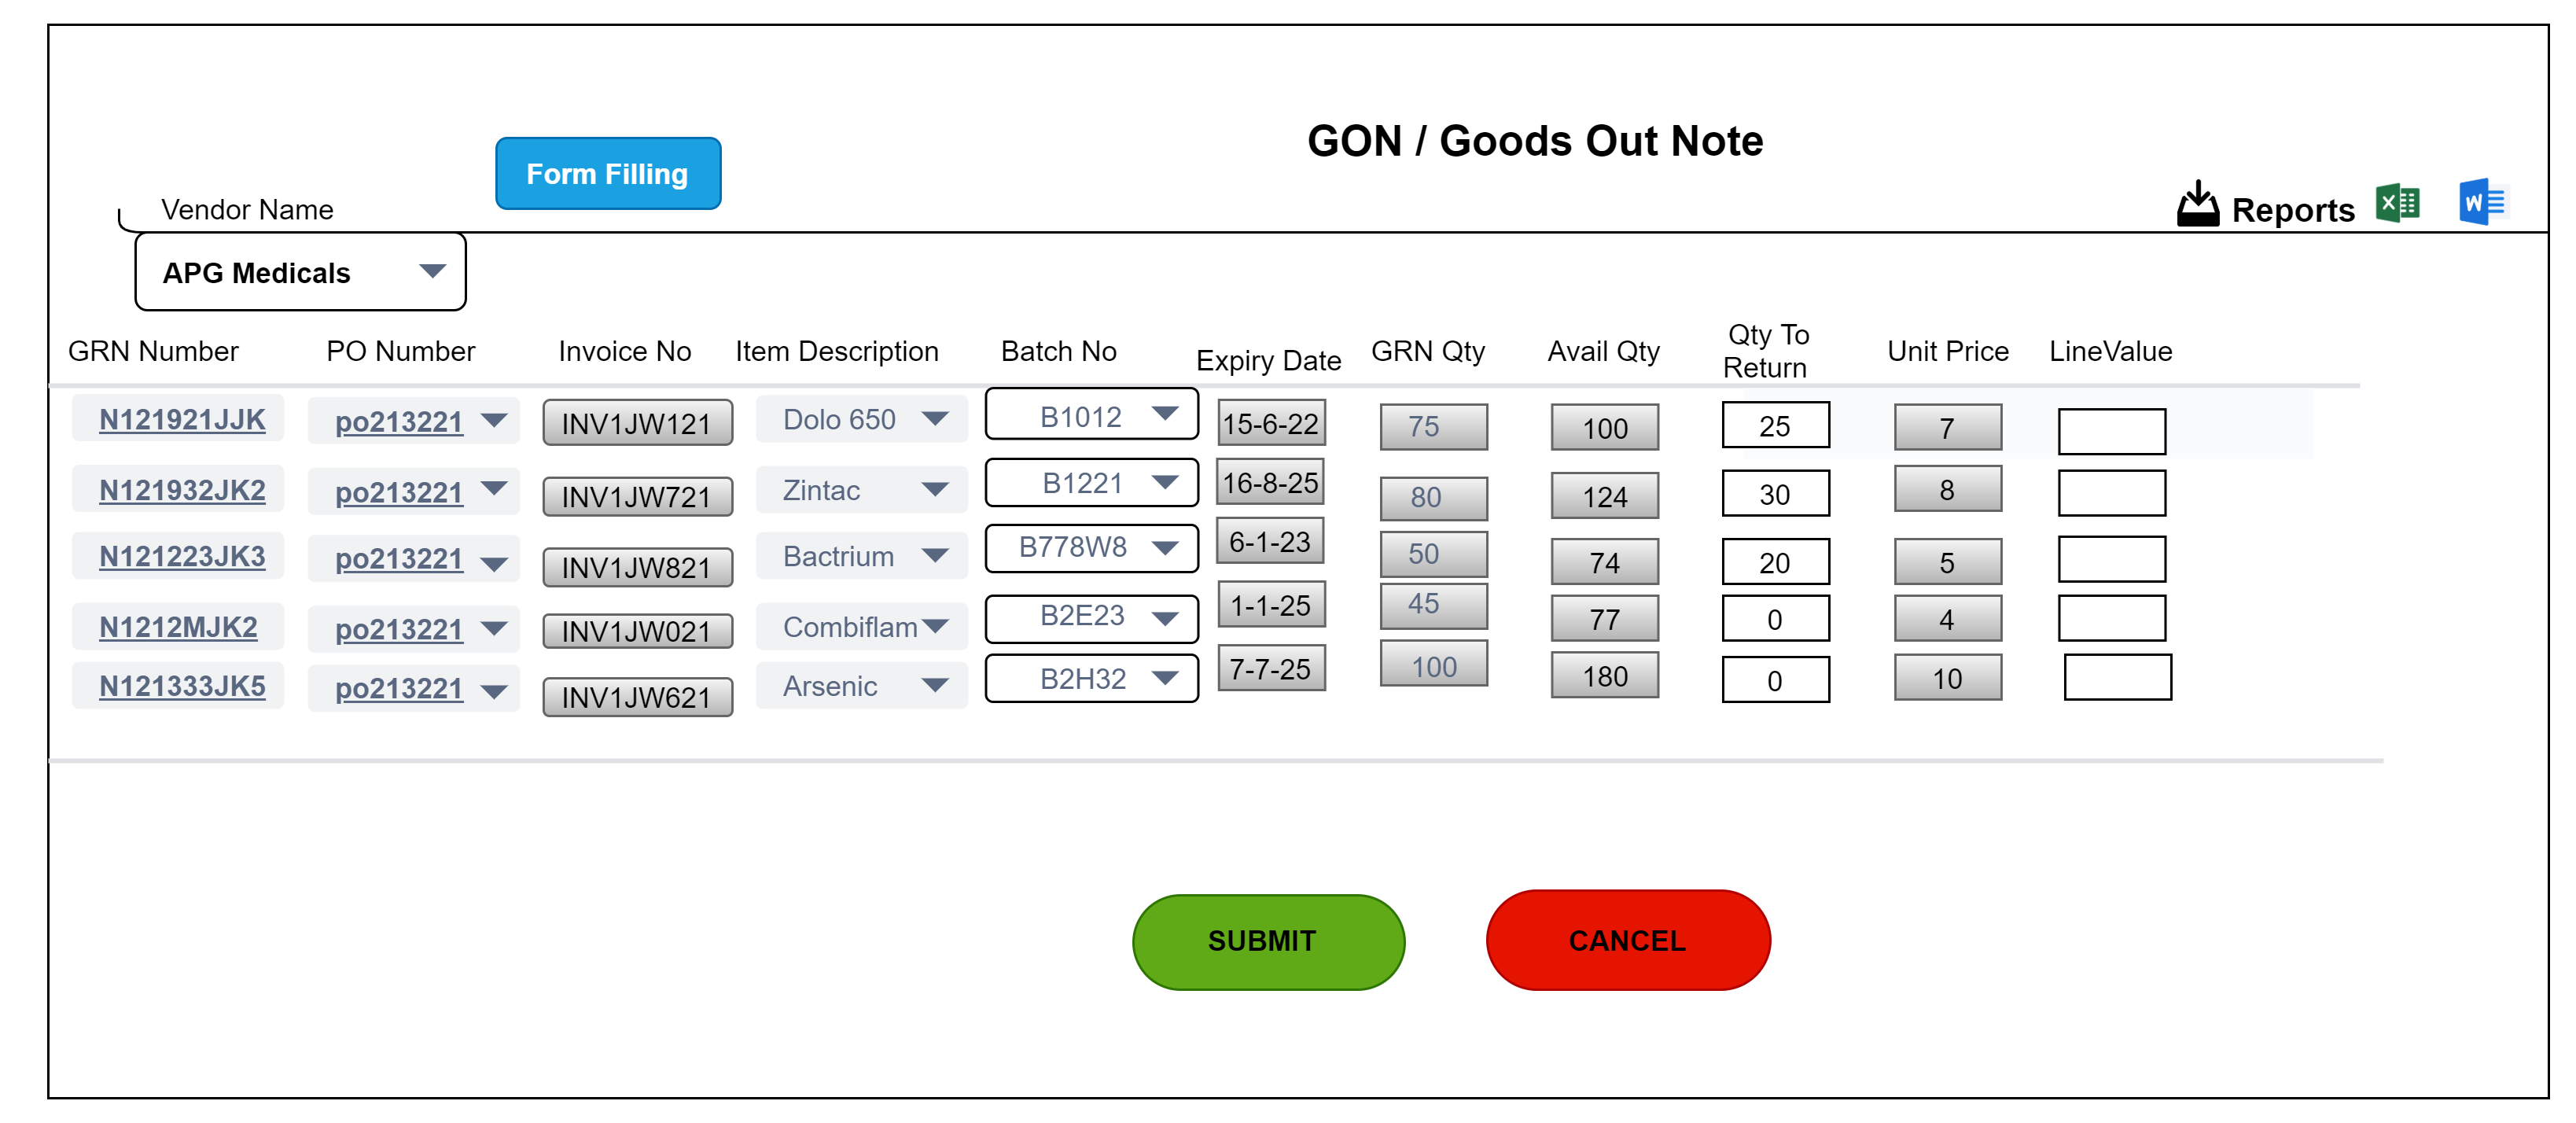 GON / Goods Out Note
Form Filling
Vendor Name
Reports
APG Medicals
GRN Number PO Number Invoice No Item Description Batch No Expiry Date GRN Qty Avail Qty Qty To Return Unit Price LineValue
N121921JJK po213221 INV1JW121 Dolo 650 B1012 15-6-22 75 100 25 7
N121932JK2 po213221 INV1JW721 Zintac B1221 16-8-25 80 124 30 8
N121223JK3 po213221 INV1JW821 Bactrium B778W8 6-1-23 50 74 20 5
N1212MJK2 po213221 INV1JW021 Combiflam B2E23 1-1-25 45 77 0 4
N121333JK5 po213221 INV1JW621 Arsenic B2H32 7-7-25 100 180 0 10
SUBMIT CANCEL